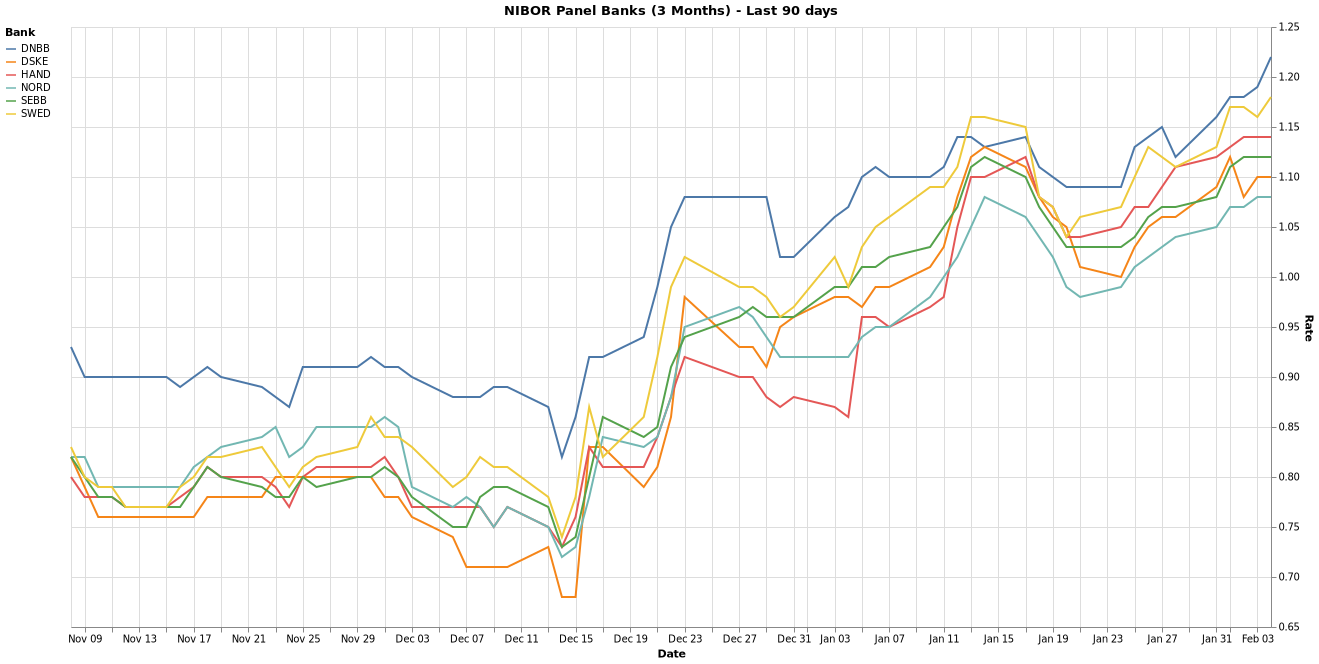 NIBOR Panel Banks (3 Months) - Last 90 days
Bank
DNBB
DSKE
HAND
NORD
SEBB
SWED
1.25
1.20
1.15
1.10
1.05
1.00
0.95
0.90
0.85
0.80
0.75
0.70
0.65
Rate
Nov 09 Nov 13 Nov 17 Nov 21 Nov 25 Nov 29 Dec 03 Dec 07 Dec 11 Dec 15 Dec 19 Dec 23 Dec 27 Dec 31 Jan 03 Jan 07 Jan 11 Jan 15 Jan 19 Jan 23 Jan 27 Jan 31 Feb 03
Date